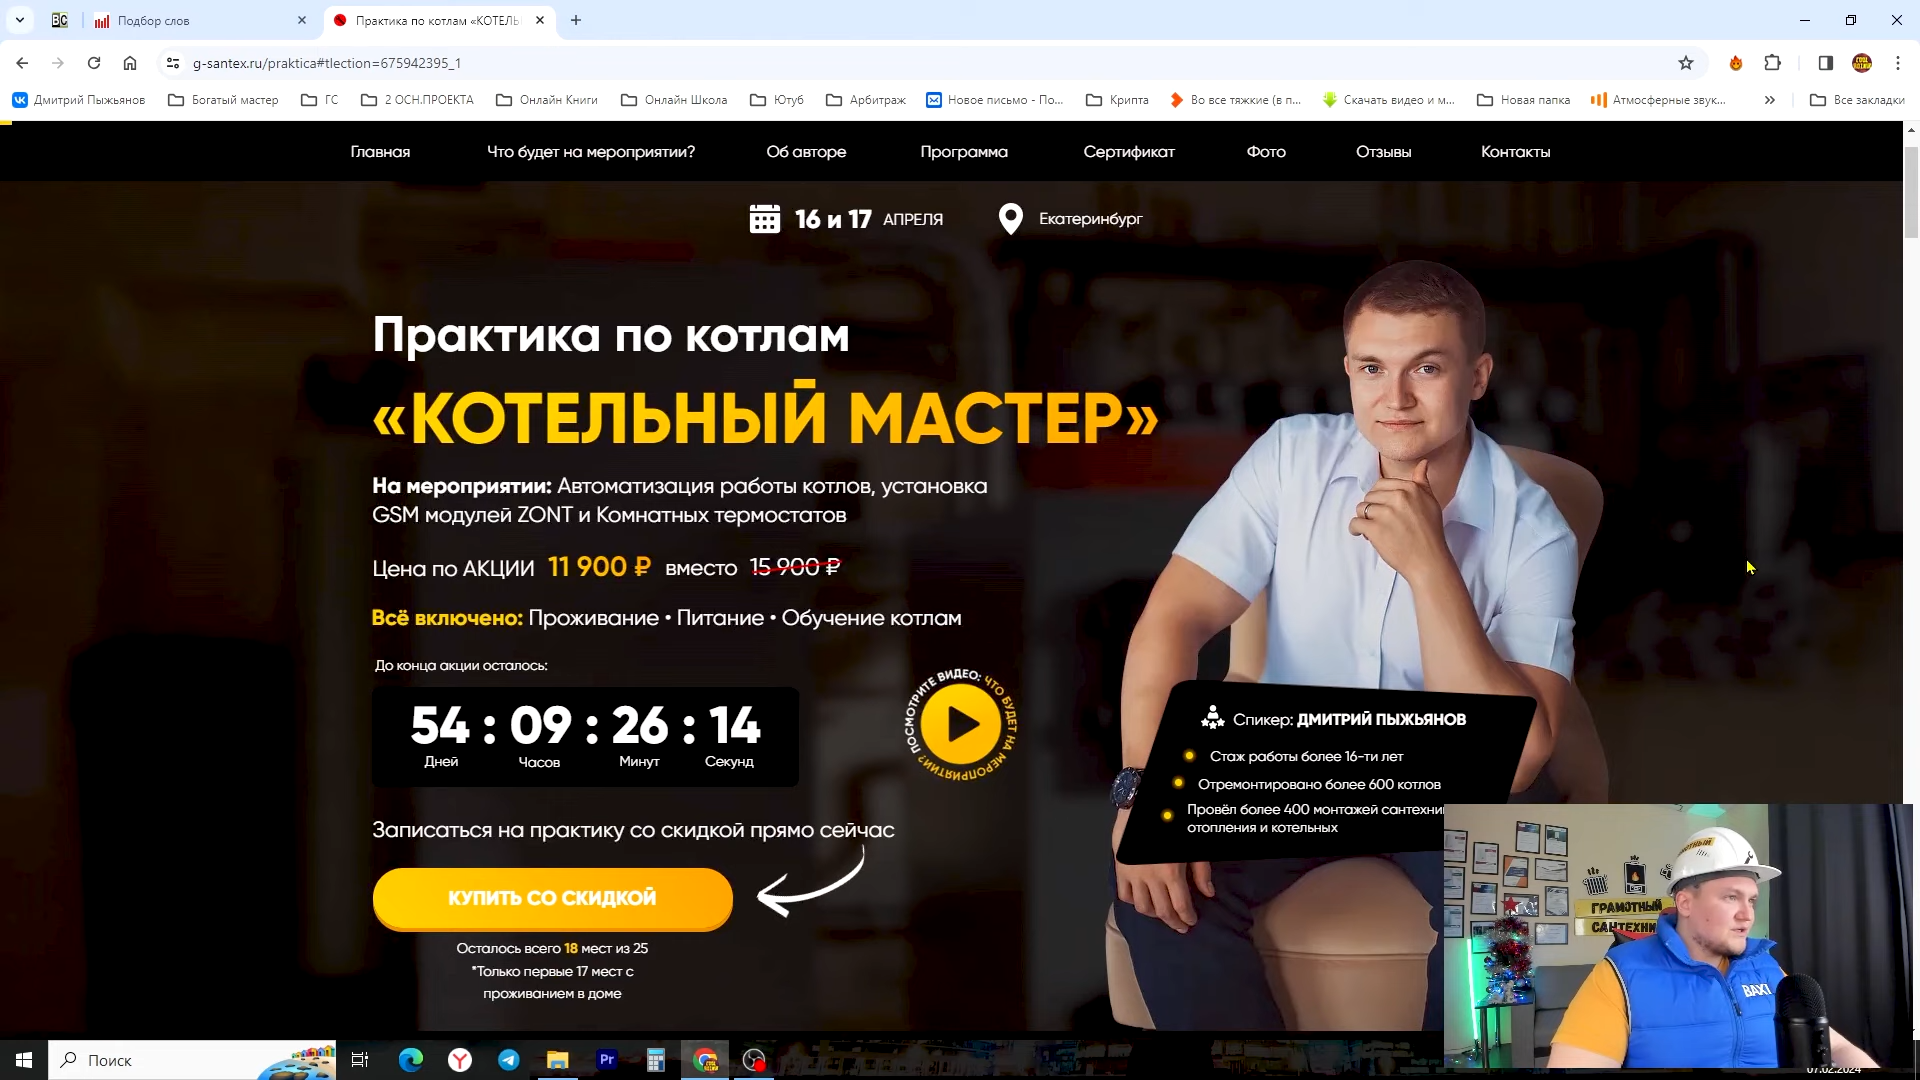 Подбор слов
Практика по котлам «КОТЕЛЬ
g-santex.ru/praktica#tlection=675942395_1
Дмитрий Пыжьянов
Богатый мастер
ГС
2 ОСН.ПРОЕКТА
Онлайн Книги
Онлайн Школа
Ютуб
Арбитраж
Новое письмо - По...
Крипта
Во все тяжкие (в п...
Скачать видео и м...
Новая папка
Атмосферные звук...
Все закладки
Главная
Что будет на мероприятии?
Об авторе
Программа
Сертификат
Фото
Отзывы
Контакты
16 и 17 АПРЕЛЯ
Екатеринбург
Практика по котлам
«КОТЕЛЬНЫЙ МАСТЕР»
На мероприятии: Автоматизация работы котлов, установка
GSM модулей ZONT и Комнатных термостатов
Цена по АКЦИИ 11 900 ₽ вместо 15 900 ₽
Всё включено: Проживание • Питание • Обучение котлам
До конца акции осталось:
54 : 09 : 26 : 14
Дней Часов Минут Секунд
ПОСМОТРИТЕ ВИДЕО: ЧТО БУДЕТ НА МЕРОПРИЯТИИ?
Спикер: ДМИТРИЙ ПЫЖЬЯНОВ
Стаж работы более 16-ти лет
Отремонтировано более 600 котлов
Провёл более 400 монтажей сантехни
отопления и котельных
Записаться на практику со скидкой прямо сейчас
КУПИТЬ СО СКИДКОЙ
Осталось всего 18 мест из 25
*Только первые 17 мест с
проживанием в доме
ГРАМОТНЫЙ
САНТЕХНИ
BAXI
Поиск
07.02.2024